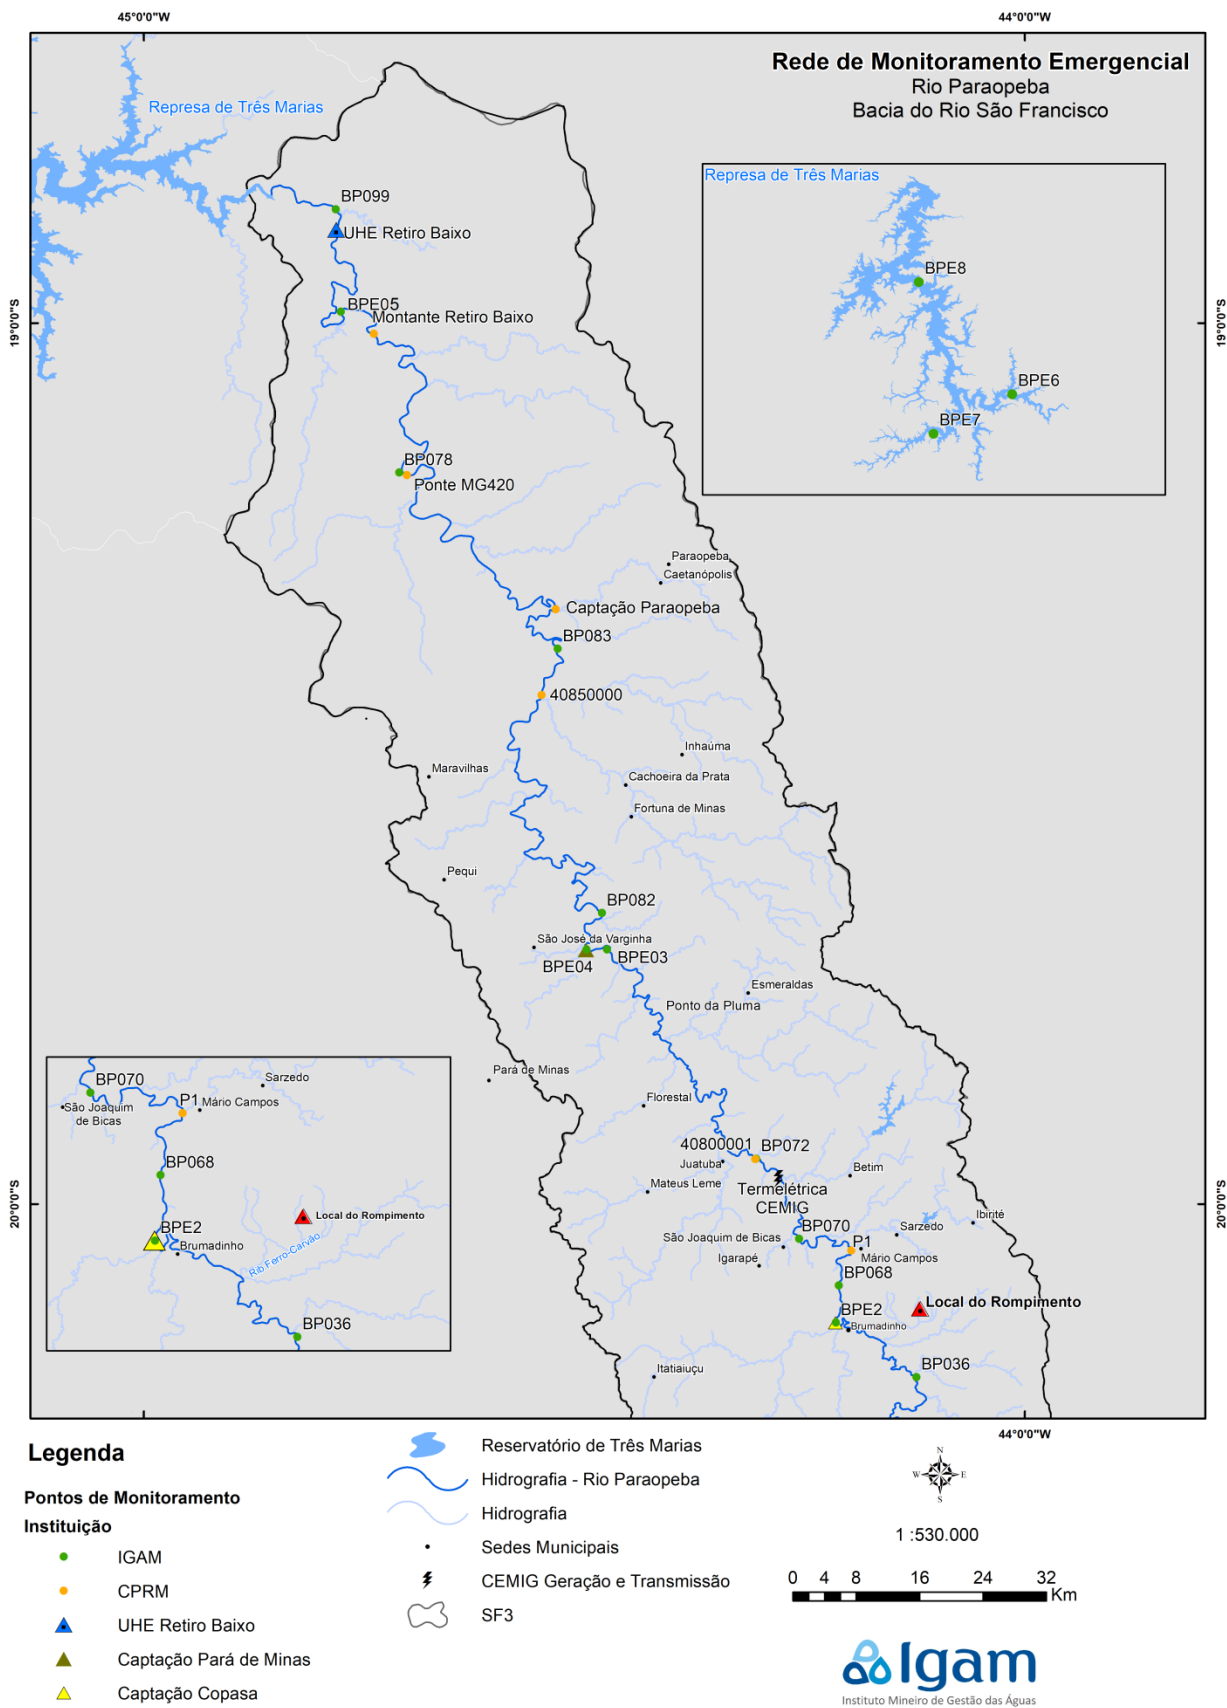 45°0'0"W
44°0'0"W
Rede de Monitoramento Emergencial
Rio Paraopeba
Bacia do Rio São Francisco
Represa de Três Marias
Represa de Três Marias
BP099
UHE Retiro Baixo
BPE8
BPE05
Montante Retiro Baixo
19°0'0"S
19°0'0"S
BPE6
BPE7
BP078
Ponte MG420
Paraopeba
Caetanópolis
Captação Paraopeba
BP083
40850000
Inhaúma
Maravilhas
Cachoeira da Prata
Fortuna de Minas
Pequi
BP082
São José da Varginha
BPE04
BPE03
Esmeraldas
Ponto da Pluma
Pará de Minas
Florestal
40800001
BP072
Juatuba
Betim
Mateus Leme
Termelétrica
CEMIG
20°0'0"S
20°0'0"S
Ibirité
BP070
Sarzedo
São Joaquim de Bicas
P1
Mário Campos
Igarapé
BP068
Local do Rompimento
BPE2
Brumadinho
Itatiaiuçu
BP036
BP070
Sarzedo
P1
Mário Campos
São Joaquim
de Bicas
BP068
Local do Rompimento
BPE2
Brumadinho
Rib Ferro-Carvão
BP036
44°0'0"W
Legenda
Pontos de Monitoramento
Instituição
IGAM
CPRM
UHE Retiro Baixo
Captação Pará de Minas
Captação Copasa
Reservatório de Três Marias
Hidrografia - Rio Paraopeba
Hidrografia
Sedes Municipais
CEMIG Geração e Transmissão
SF3
N
W E
S
1 :530.000
0 4 8 16 24 32
Km
Igam
Instituto Mineiro de Gestão das Águas